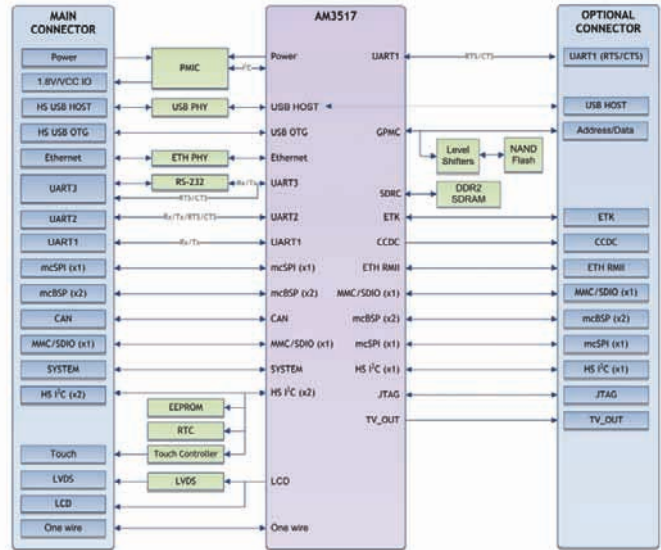 MAIN CONNECTOR
Power
1.8V/VCC IO
HS USB HOST
HS USB OTG
Ethernet
UART3
UART2
UART1
mcSPI (x1)
mcBSP (x2)
CAN
MMC/SDIO (x1)
SYSTEM
HS I²C (x2)
Touch
LVDS
LCD
One wire
PMIC
I²C
USB PHY
ETH PHY
RS-232
Rx/Tx
RTS/CTS
Rx/Tx/RTS/CTS
Rx/Tx
EEPROM
RTC
Touch Controller
LVDS
AM3517
Power
USB HOST
USB OTG
Ethernet
UART3
UART2
UART1
mcSPI (x1)
mcBSP (x2)
CAN
MMC/SDIO (x1)
SYSTEM
HS I²C (x2)
LCD
One wire
UART1
GPMC
SDRC
ETK
CCDC
ETH RMII
MMC/SDIO (x1)
mcBSP (x2)
mcSPI (x1)
HS I²C (x1)
JTAG
TV_OUT
RTS/CTS
Level Shifters
NAND Flash
DDR2 SDRAM
OPTIONAL CONNECTOR
UART1 (RTS/CTS)
USB HOST
Address/Data
ETK
CCDC
ETH RMII
MMC/SDIO (x1)
mcBSP (x2)
mcSPI (x1)
HS I²C (x1)
JTAG
TV_OUT